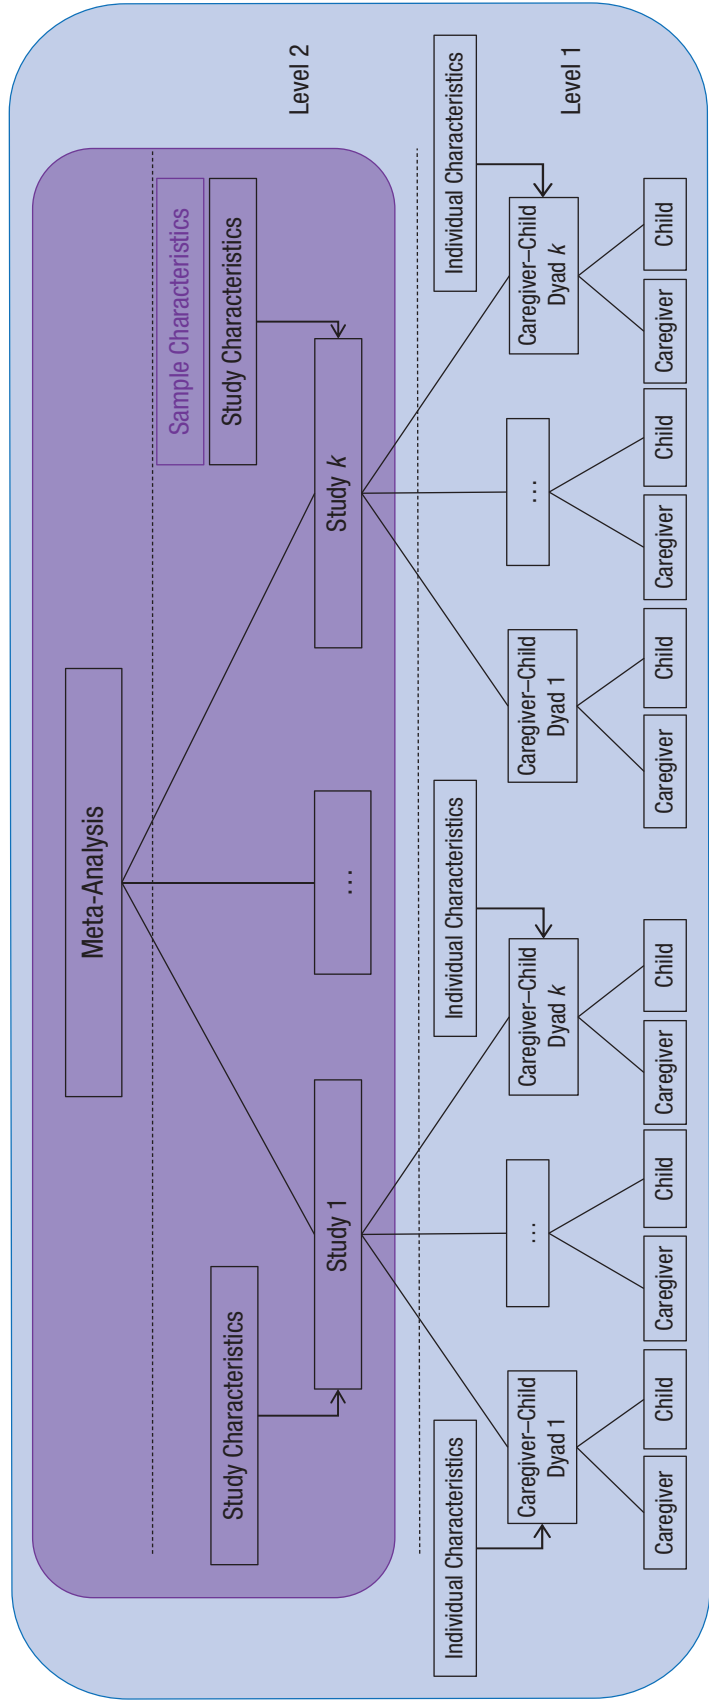 Meta-Analysis
Sample Characteristics
Study Characteristics
Study Characteristics
Level 2
Study 1
...
Study k
Individual Characteristics
Individual Characteristics
Individual Characteristics
Caregiver–Child
Dyad 1
...
Caregiver–Child
Dyad k
Caregiver–Child
Dyad 1
...
Caregiver–Child
Dyad k
Level 1
Caregiver
Child
Caregiver
Child
Caregiver
Child
Caregiver
Child
Caregiver
Child
Caregiver
Child